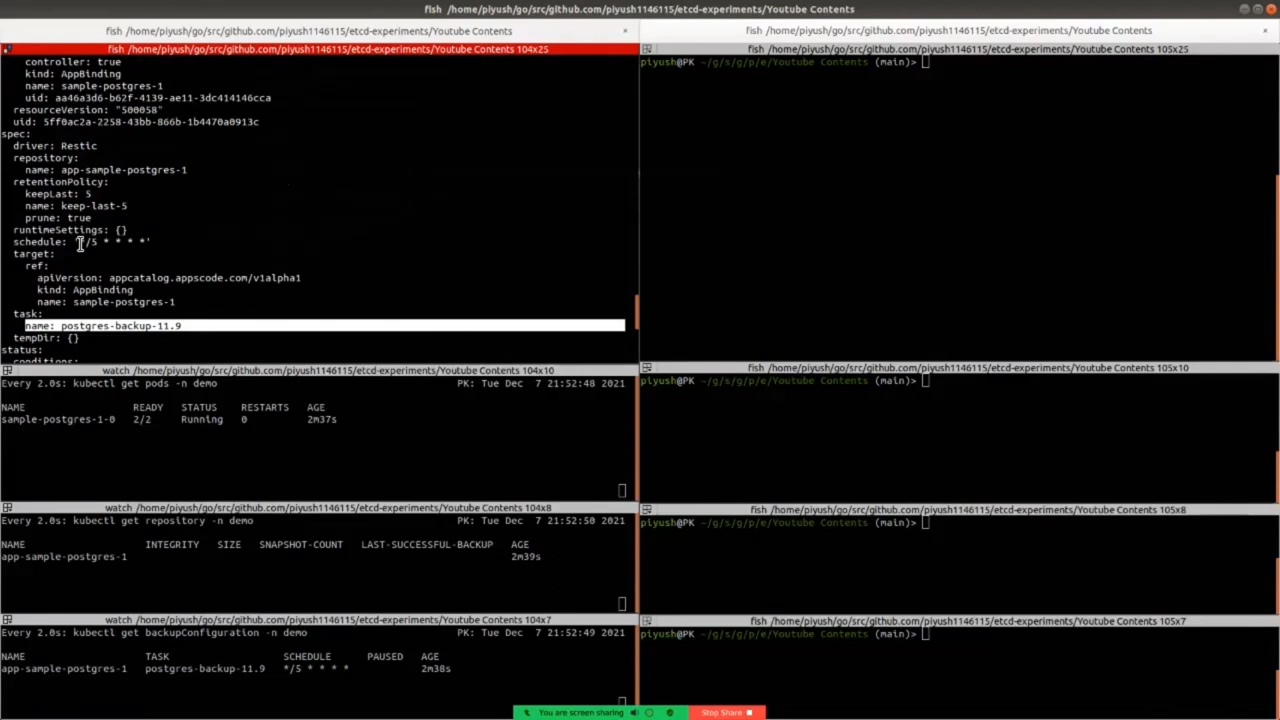 fish /home/piyush/go/src/github.com/piyush1146115/etcd-experiments/Youtube Contents
fish /home/piyush/go/src/github.com/piyush1146115/etcd-experiments/Youtube Contents
fish /home/piyush/go/src/github.com/piyush1146115/etcd-experiments/Youtube Contents 104x25
controller: true
kind: AppBinding
name: sample-postgres-1
uid: aa46a3d6-b62f-4139-ae11-3dc414146cca
resourceVersion: "500058"
uid: 5ff0ac2a-2258-43bb-866b-1b4470a0913c
spec:
driver: Restic
repository:
name: app-sample-postgres-1
retentionPolicy:
keepLast: 5
name: keep-last-5
prune: true
runtimeSettings: {}
schedule: '*/5 * * * *'
target:
ref:
apiVersion: appcatalog.appscode.com/v1alpha1
kind: AppBinding
name: sample-postgres-1
task:
name: postgres-backup-11.9
tempDir: {}
status:
conditions:
watch /home/piyush/go/src/github.com/piyush1146115/etcd-experiments/Youtube Contents 104x10
Every 2.0s: kubectl get pods -n demo PK: Tue Dec 7 21:52:48 2021
NAME READY STATUS RESTARTS AGE
sample-postgres-1-0 2/2 Running 0 2m37s
watch /home/piyush/go/src/github.com/piyush1146115/etcd-experiments/Youtube Contents 104x8
Every 2.0s: kubectl get repository -n demo PK: Tue Dec 7 21:52:50 2021
NAME INTEGRITY SIZE SNAPSHOT-COUNT LAST-SUCCESSFUL-BACKUP AGE
app-sample-postgres-1 2m39s
watch /home/piyush/go/src/github.com/piyush1146115/etcd-experiments/Youtube Contents 104x7
Every 2.0s: kubectl get backupConfiguration -n demo PK: Tue Dec 7 21:52:49 2021
NAME TASK SCHEDULE PAUSED AGE
app-sample-postgres-1 postgres-backup-11.9 */5 * * * * 2m38s
fish /home/piyush/go/src/github.com/piyush1146115/etcd-experiments/Youtube Contents
fish /home/piyush/go/src/github.com/piyush1146115/etcd-experiments/Youtube Contents 105x25
piyush@PK ~/g/s/g/p/e/Youtube Contents (main)>
fish /home/piyush/go/src/github.com/piyush1146115/etcd-experiments/Youtube Contents 105x10
piyush@PK ~/g/s/g/p/e/Youtube Contents (main)>
fish /home/piyush/go/src/github.com/piyush1146115/etcd-experiments/Youtube Contents 105x8
piyush@PK ~/g/s/g/p/e/Youtube Contents (main)>
fish /home/piyush/go/src/github.com/piyush1146115/etcd-experiments/Youtube Contents 105x7
piyush@PK ~/g/s/g/p/e/Youtube Contents (main)>
You are screen sharing Stop Share